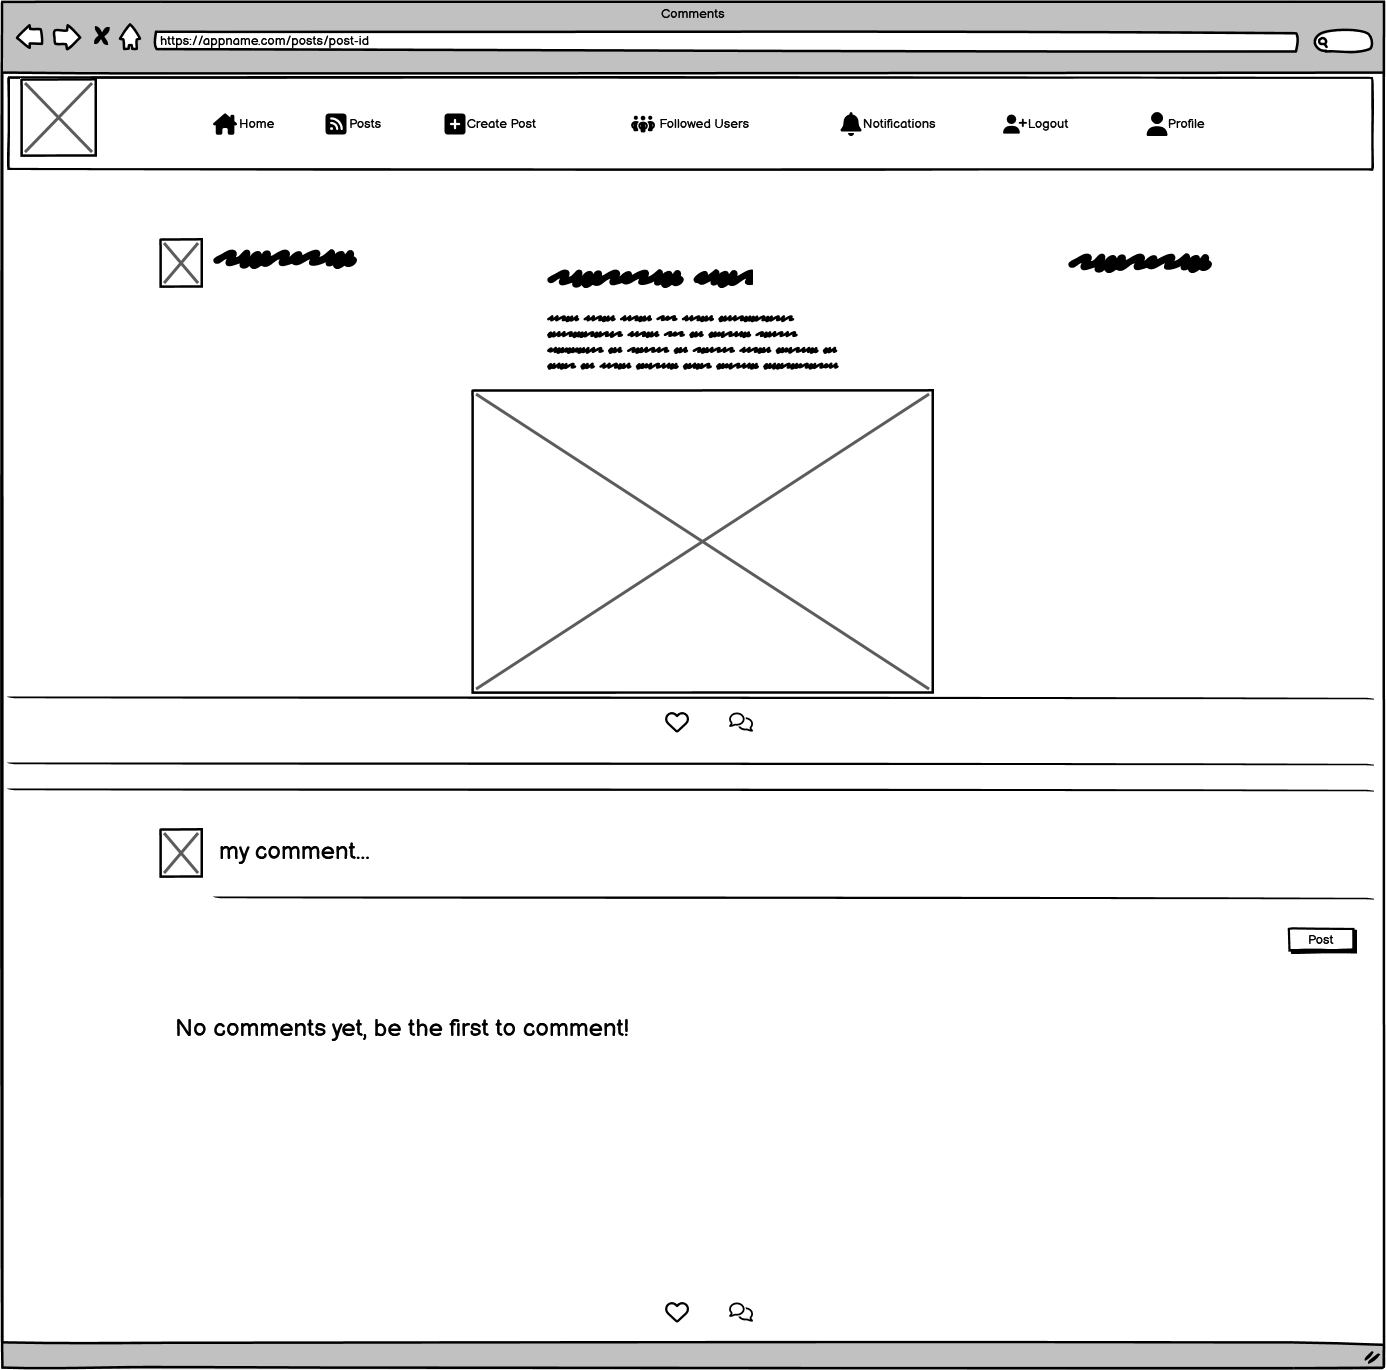 Comments
https://appname.com/posts/post-id
Home Posts Create Post Followed Users Notifications Logout Profile
my comment...
Post
No comments yet, be the first to comment!